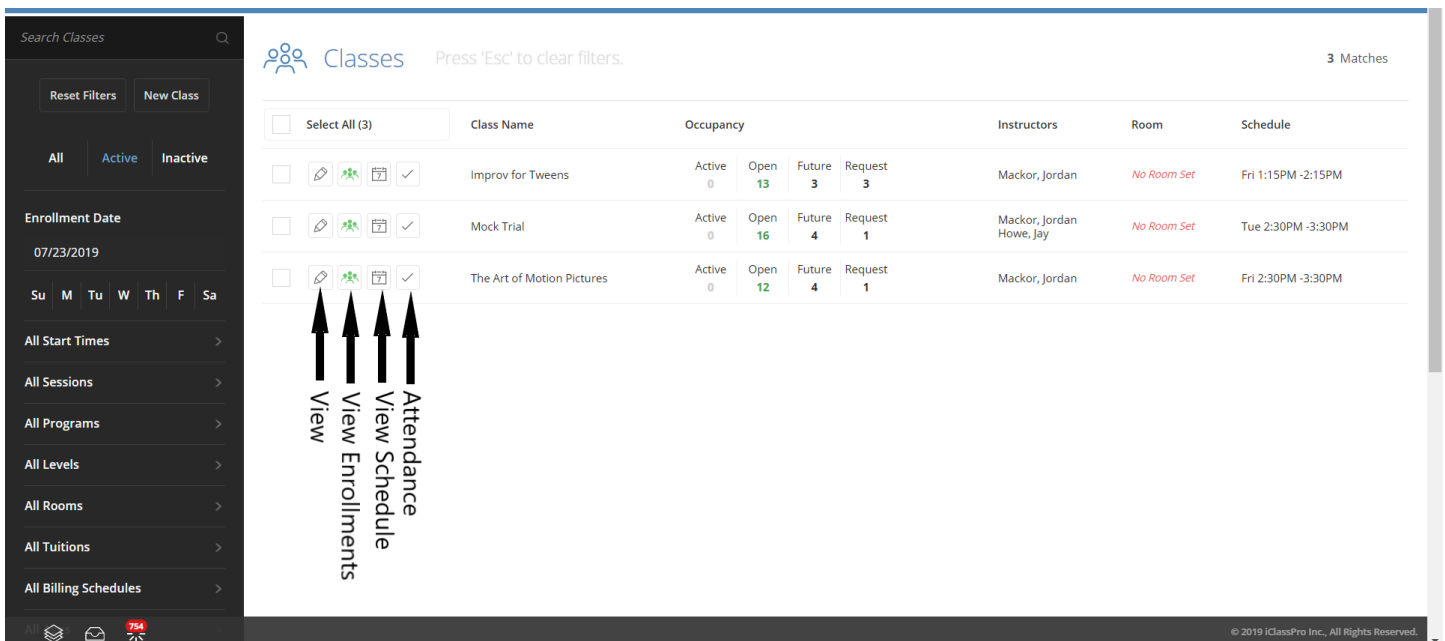 Search Classes
Reset Filters
New Class
All
Active
Inactive
Enrollment Date
07/23/2019
Su M Tu W Th F Sa
All Start Times
All Sessions
All Programs
All Levels
All Rooms
All Tuitions
All Billing Schedules
754
Classes
Press 'Esc' to clear filters.
3 Matches
Select All (3) Class Name Occupancy Instructors Room Schedule
Active Open Future Request
7 Improv for Tweens Mackor, Jordan No Room Set Fri 1:15PM -2:15PM
0 13 3 3
Active Open Future Request Mackor, Jordan
7 Mock Trial No Room Set Tue 2:30PM -3:30PM
0 16 4 1 Howe, Jay
Active Open Future Request
7 The Art of Motion Pictures Mackor, Jordan No Room Set Fri 2:30PM -3:30PM
0 12 4 1
View
View Enrollments
View Schedule
Attendance
© 2019 iClassPro Inc., All Rights Reserved.